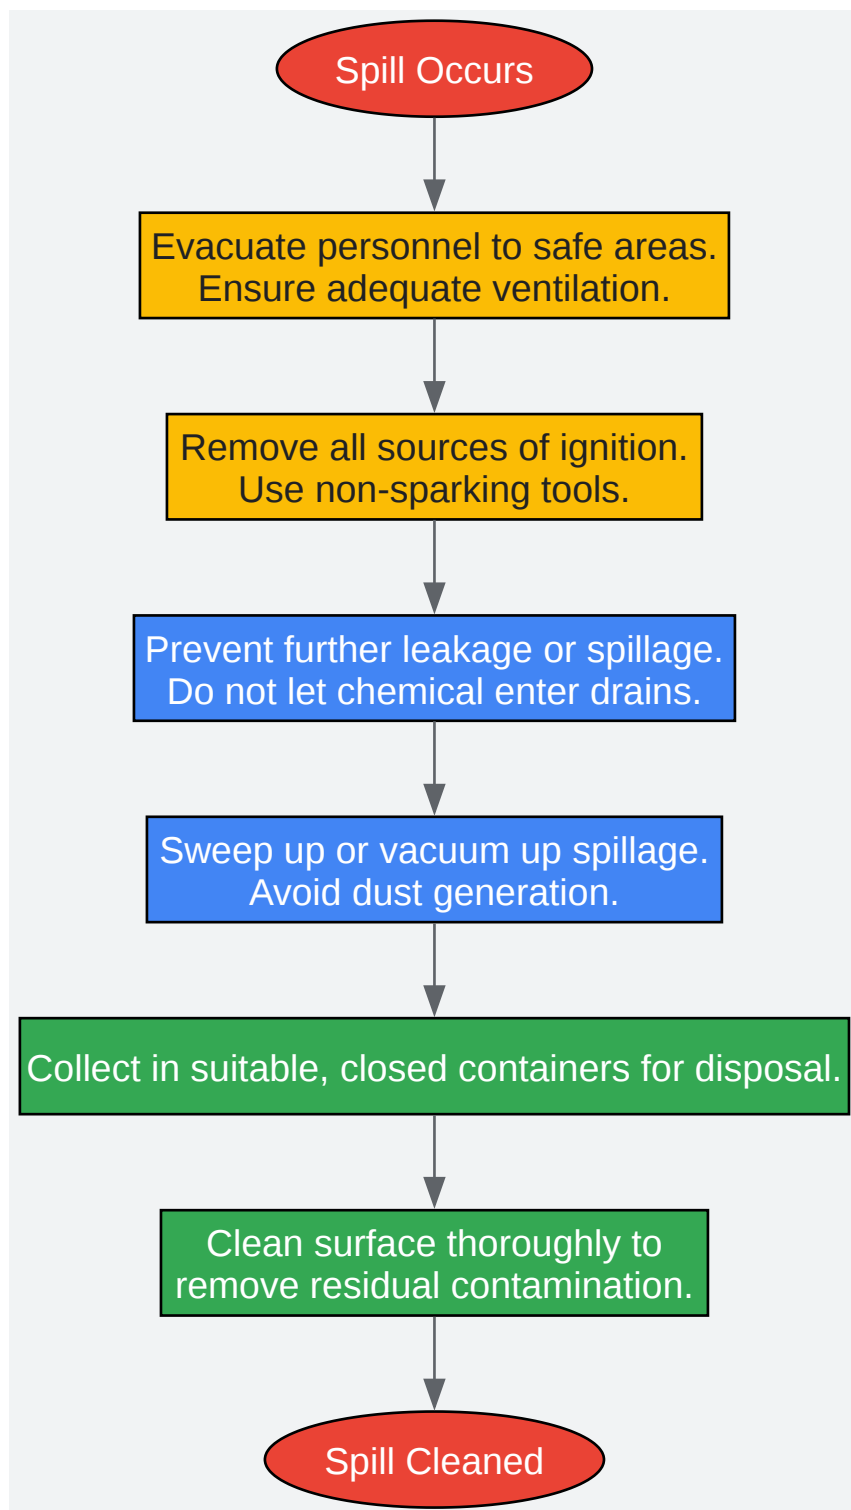 Spill Occurs
Evacuate personnel to safe areas.
Ensure adequate ventilation.
Remove all sources of ignition.
Use non-sparking tools.
Prevent further leakage or spillage.
Do not let chemical enter drains.
Sweep up or vacuum up spillage.
Avoid dust generation.
Collect in suitable, closed containers for disposal.
Clean surface thoroughly to
remove residual contamination.
Spill Cleaned